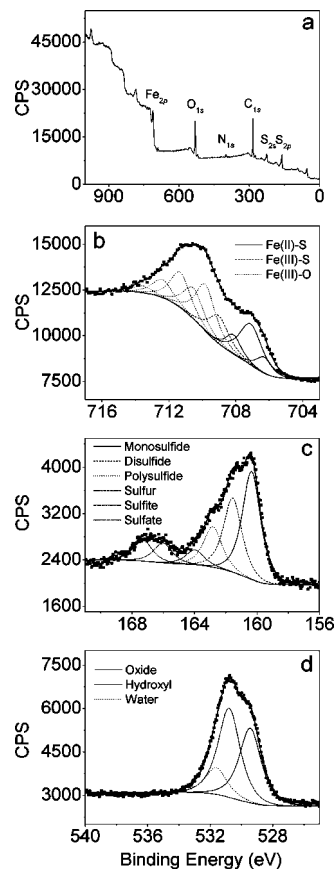 a
45000
30000
15000
0
CPS
Fe2p
O1s
N1s
C1s
S2s S2p
900
600
300
0
b
15000
12500
10000
7500
CPS
Fe(II)-S
Fe(III)-S
Fe(III)-O
716
712
708
704
c
4000
3200
2400
1600
CPS
Monosulfide
Disulfide
Polysulfide
Sulfur
Sulfite
Sulfate
168
164
160
156
d
7500
6000
4500
3000
CPS
Oxide
Hydroxyl
Water
540
536
532
528
Binding Energy (eV)